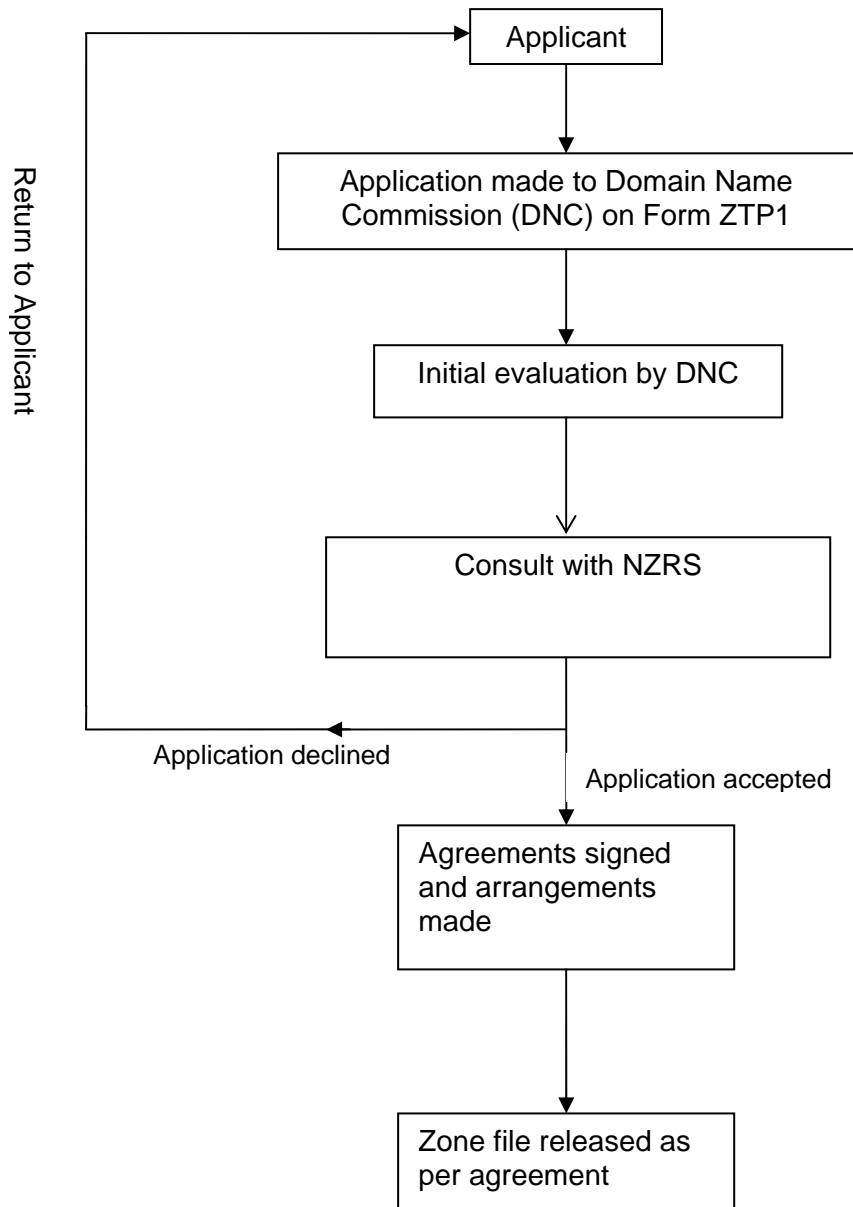 Applicant
Application made to Domain Name
Commission (DNC) on Form ZTP1
Return to Applicant
Initial evaluation by DNC
Consult with NZRS
Application declined
Application accepted
Agreements signed
and arrangements
made
Zone file released as
per agreement